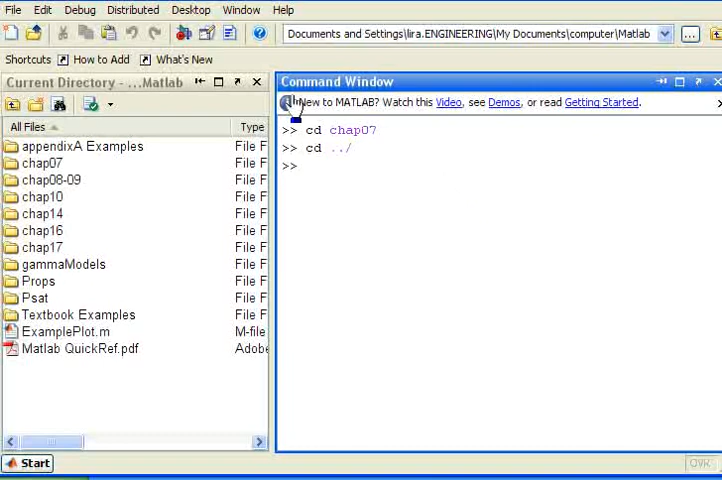 File Edit Debug Distributed Desktop Window Help
Documents and Settings\lira.ENGINEERING\My Documents\computer\Matlab
Shortcuts How to Add What's New
Current Directory - ...Matlab
All Files Type
appendixA Examples File F
chap07 File F
chap08-09 File F
chap10 File F
chap14 File F
chap16 File F
chap17 File F
gammaModels File F
Props File F
Psat File F
Textbook Examples File F
ExamplePlot.m M-file
Matlab QuickRef.pdf Adobe
Command Window
New to MATLAB? Watch this Video, see Demos, or read Getting Started.
>> cd chap07
>> cd ../
>>
Start
OVR